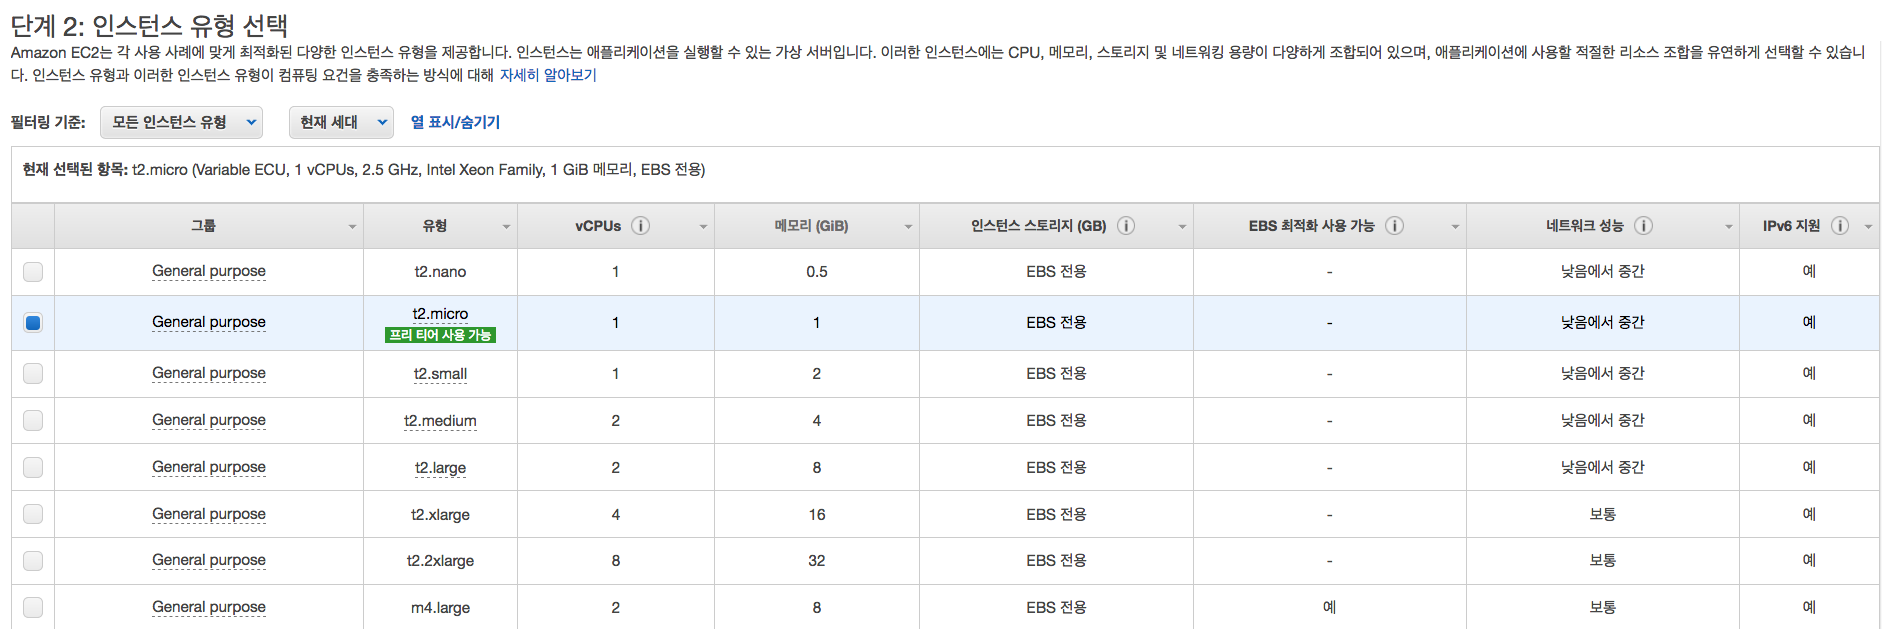 단계 2: 인스턴스 유형 선택
Amazon EC2는 각 사용 사례에 맞게 최적화된 다양한 인스턴스 유형을 제공합니다. 인스턴스는 애플리케이션을 실행할 수 있는 가상 서버입니다. 이러한 인스턴스에는 CPU, 메모리, 스토리지 및 네트워킹 용량이 다양하게 조합되어 있으며, 애플리케이션에 사용할 적절한 리소스 조합을 유연하게 선택할 수 있습니
다. 인스턴스 유형과 이러한 인스턴스 유형이 컴퓨팅 요건을 충족하는 방식에 대해 자세히 알아보기
필터링 기준: 모든 인스턴스 유형 현재 세대 열 표시/숨기기
현재 선택된 항목: t2.micro (Variable ECU, 1 vCPUs, 2.5 GHz, Intel Xeon Family, 1 GiB 메모리, EBS 전용)
그룹 유형 vCPUs 메모리 (GiB) 인스턴스 스토리지 (GB) EBS 최적화 사용 가능 네트워크 성능 IPv6 지원
General purpose t2.nano 1 0.5 EBS 전용 - 낮음에서 중간 예
General purpose t2.micro 1 1 EBS 전용 - 낮음에서 중간 예
프리 티어 사용 가능
General purpose t2.small 1 2 EBS 전용 - 낮음에서 중간 예
General purpose t2.medium 2 4 EBS 전용 - 낮음에서 중간 예
General purpose t2.large 2 8 EBS 전용 - 낮음에서 중간 예
General purpose t2.xlarge 4 16 EBS 전용 - 보통 예
General purpose t2.2xlarge 8 32 EBS 전용 - 보통 예
General purpose m4.large 2 8 EBS 전용 예 보통 예